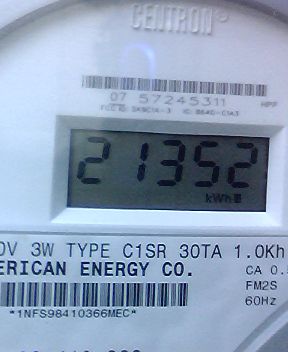 CENTRON
07 57245311 HPP
21352
kWh
0V 3W TYPE C1SR 30TA 1.0Kh
ERICAN ENERGY CO.
CA 0.
FM2S
60Hz
*1NFS98410366MEC*